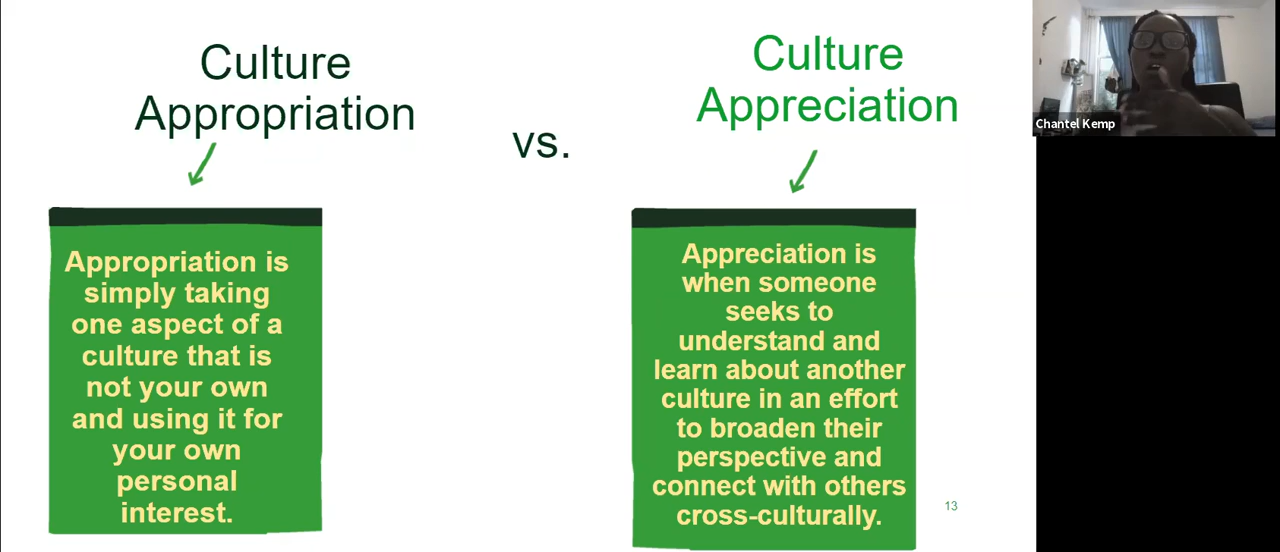 Culture
Appropriation
vs.
Culture
Appreciation
Appropriation is
simply taking
one aspect of a
culture that is
not your own
and using it for
your own
personal
interest.
Appreciation is
when someone
seeks to
understand and
learn about another
culture in an effort
to broaden their
perspective and
connect with others
cross-culturally.
13
Chantel Kemp